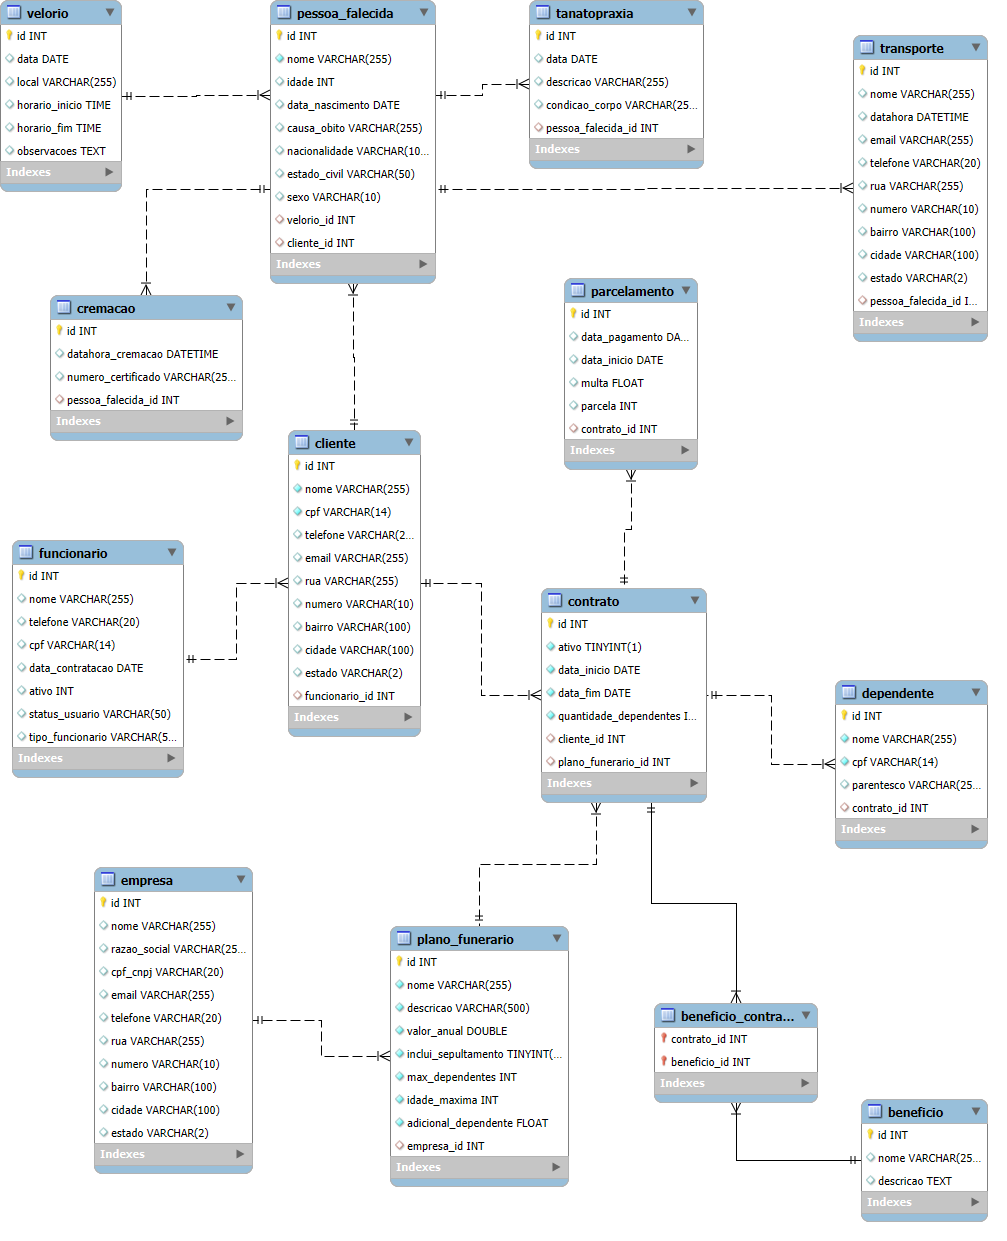 velorio
id INT
data DATE
local VARCHAR(255)
horario_inicio TIME
horario_fim TIME
observacoes TEXT
Indexes
pessoa_falecida
id INT
nome VARCHAR(255)
idade INT
data_nascimento DATE
causa_obito VARCHAR(255)
nacionalidade VARCHAR(10...
estado_civil VARCHAR(50)
sexo VARCHAR(10)
velorio_id INT
cliente_id INT
Indexes
tanatopraxia
id INT
data DATE
descricao VARCHAR(255)
condicao_corpo VARCHAR(25...
pessoa_falecida_id INT
Indexes
transporte
id INT
nome VARCHAR(255)
datahora DATETIME
email VARCHAR(255)
telefone VARCHAR(20)
rua VARCHAR(255)
numero VARCHAR(10)
bairro VARCHAR(100)
cidade VARCHAR(100)
estado VARCHAR(2)
pessoa_falecida_id I...
Indexes
cremacao
id INT
datahora_cremacao DATETIME
numero_certificado VARCHAR(25...
pessoa_falecida_id INT
Indexes
parcelamento
id INT
data_pagamento DA...
data_inicio DATE
multa FLOAT
parcela INT
contrato_id INT
Indexes
cliente
id INT
nome VARCHAR(255)
cpf VARCHAR(14)
telefone VARCHAR(2...
email VARCHAR(255)
rua VARCHAR(255)
numero VARCHAR(10)
bairro VARCHAR(100)
cidade VARCHAR(100)
estado VARCHAR(2)
funcionario_id INT
Indexes
funcionario
id INT
nome VARCHAR(255)
telefone VARCHAR(20)
cpf VARCHAR(14)
data_contratacao DATE
ativo INT
status_usuario VARCHAR(50)
tipo_funcionario VARCHAR(5...
Indexes
contrato
id INT
ativo TINYINT(1)
data_inicio DATE
data_fim DATE
quantidade_dependentes I...
cliente_id INT
plano_funerario_id INT
Indexes
dependente
id INT
nome VARCHAR(255)
cpf VARCHAR(14)
parentesco VARCHAR(25...
contrato_id INT
Indexes
empresa
id INT
nome VARCHAR(255)
razao_social VARCHAR(25...
cpf_cnpj VARCHAR(20)
email VARCHAR(255)
telefone VARCHAR(20)
rua VARCHAR(255)
numero VARCHAR(10)
bairro VARCHAR(100)
cidade VARCHAR(100)
estado VARCHAR(2)
Indexes
plano_funerario
id INT
nome VARCHAR(255)
descricao VARCHAR(500)
valor_anual DOUBLE
inclui_sepultamento TINYINT(...
max_dependentes INT
idade_maxima INT
adicional_dependente FLOAT
empresa_id INT
Indexes
beneficio_contra...
contrato_id INT
beneficio_id INT
Indexes
beneficio
id INT
nome VARCHAR(25...
descricao TEXT
Indexes